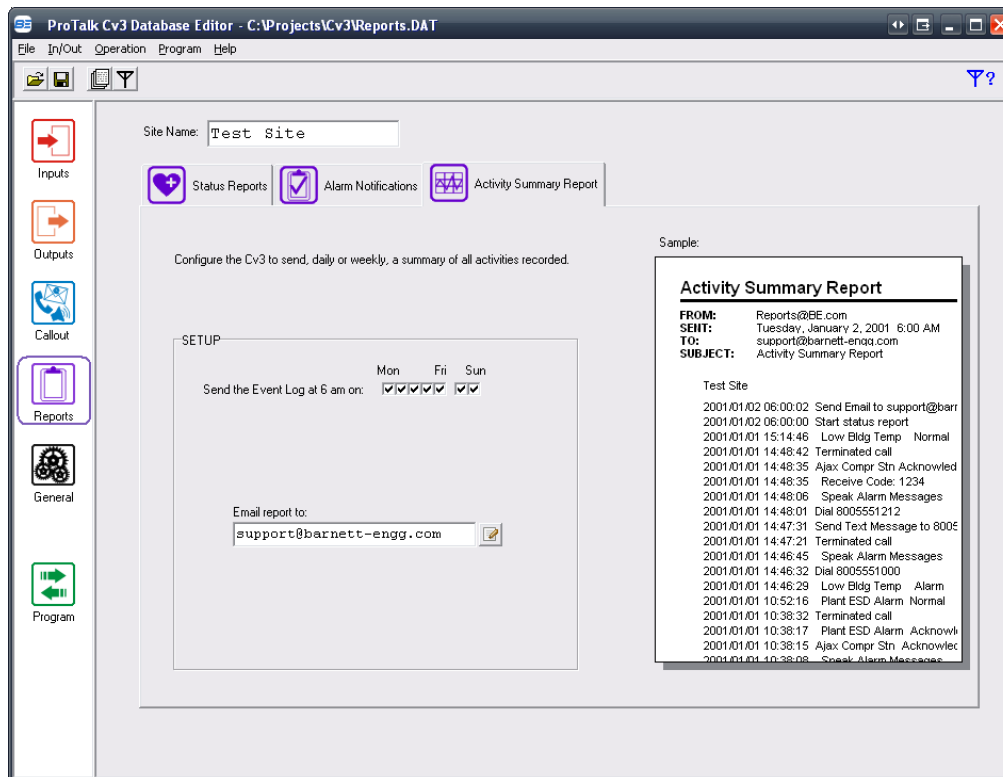 BE ProTalk Cv3 Database Editor - C:\Projects\Cv3\Reports.DAT
File In/Out Operation Program Help
?
Inputs
Outputs
Callout
Reports
General
Program
Site Name: Test Site
Status Reports
Alarm Notifications
Activity Summary Report
Configure the Cv3 to send, daily or weekly, a summary of all activities recorded.
SETUP
Mon Fri Sun
Send the Event Log at 6 am on:
Email report to:
support@barnett-engg.com
Sample:
Activity Summary Report
FROM: Reports@BE.com
SENT: Tuesday, January 2, 2001 6:00 AM
TO: support@barnett-engg.com
SUBJECT: Activity Summary Report
Test Site
2001/01/02 06:00:02 Send Email to support@barr
2001/01/02 06:00:00 Start status report
2001/01/01 15:14:46 Low Bldg Temp Normal
2001/01/01 14:48:42 Terminated call
2001/01/01 14:48:35 Ajax Compr Stn Acknowled
2001/01/01 14:48:35 Receive Code: 1234
2001/01/01 14:48:06 Speak Alarm Messages
2001/01/01 14:48:01 Dial 8005551212
2001/01/01 14:47:31 Send Text Message to 8005
2001/01/01 14:47:21 Terminated call
2001/01/01 14:46:45 Speak Alarm Messages
2001/01/01 14:46:32 Dial 8005551000
2001/01/01 14:46:29 Low Bldg Temp Alarm
2001/01/01 10:52:16 Plant ESD Alarm Normal
2001/01/01 10:38:32 Terminated call
2001/01/01 10:38:17 Plant ESD Alarm Acknowl
2001/01/01 10:38:15 Ajax Compr Stn Acknowled
2001/01/01 10:38:08 Speak Alarm Messages